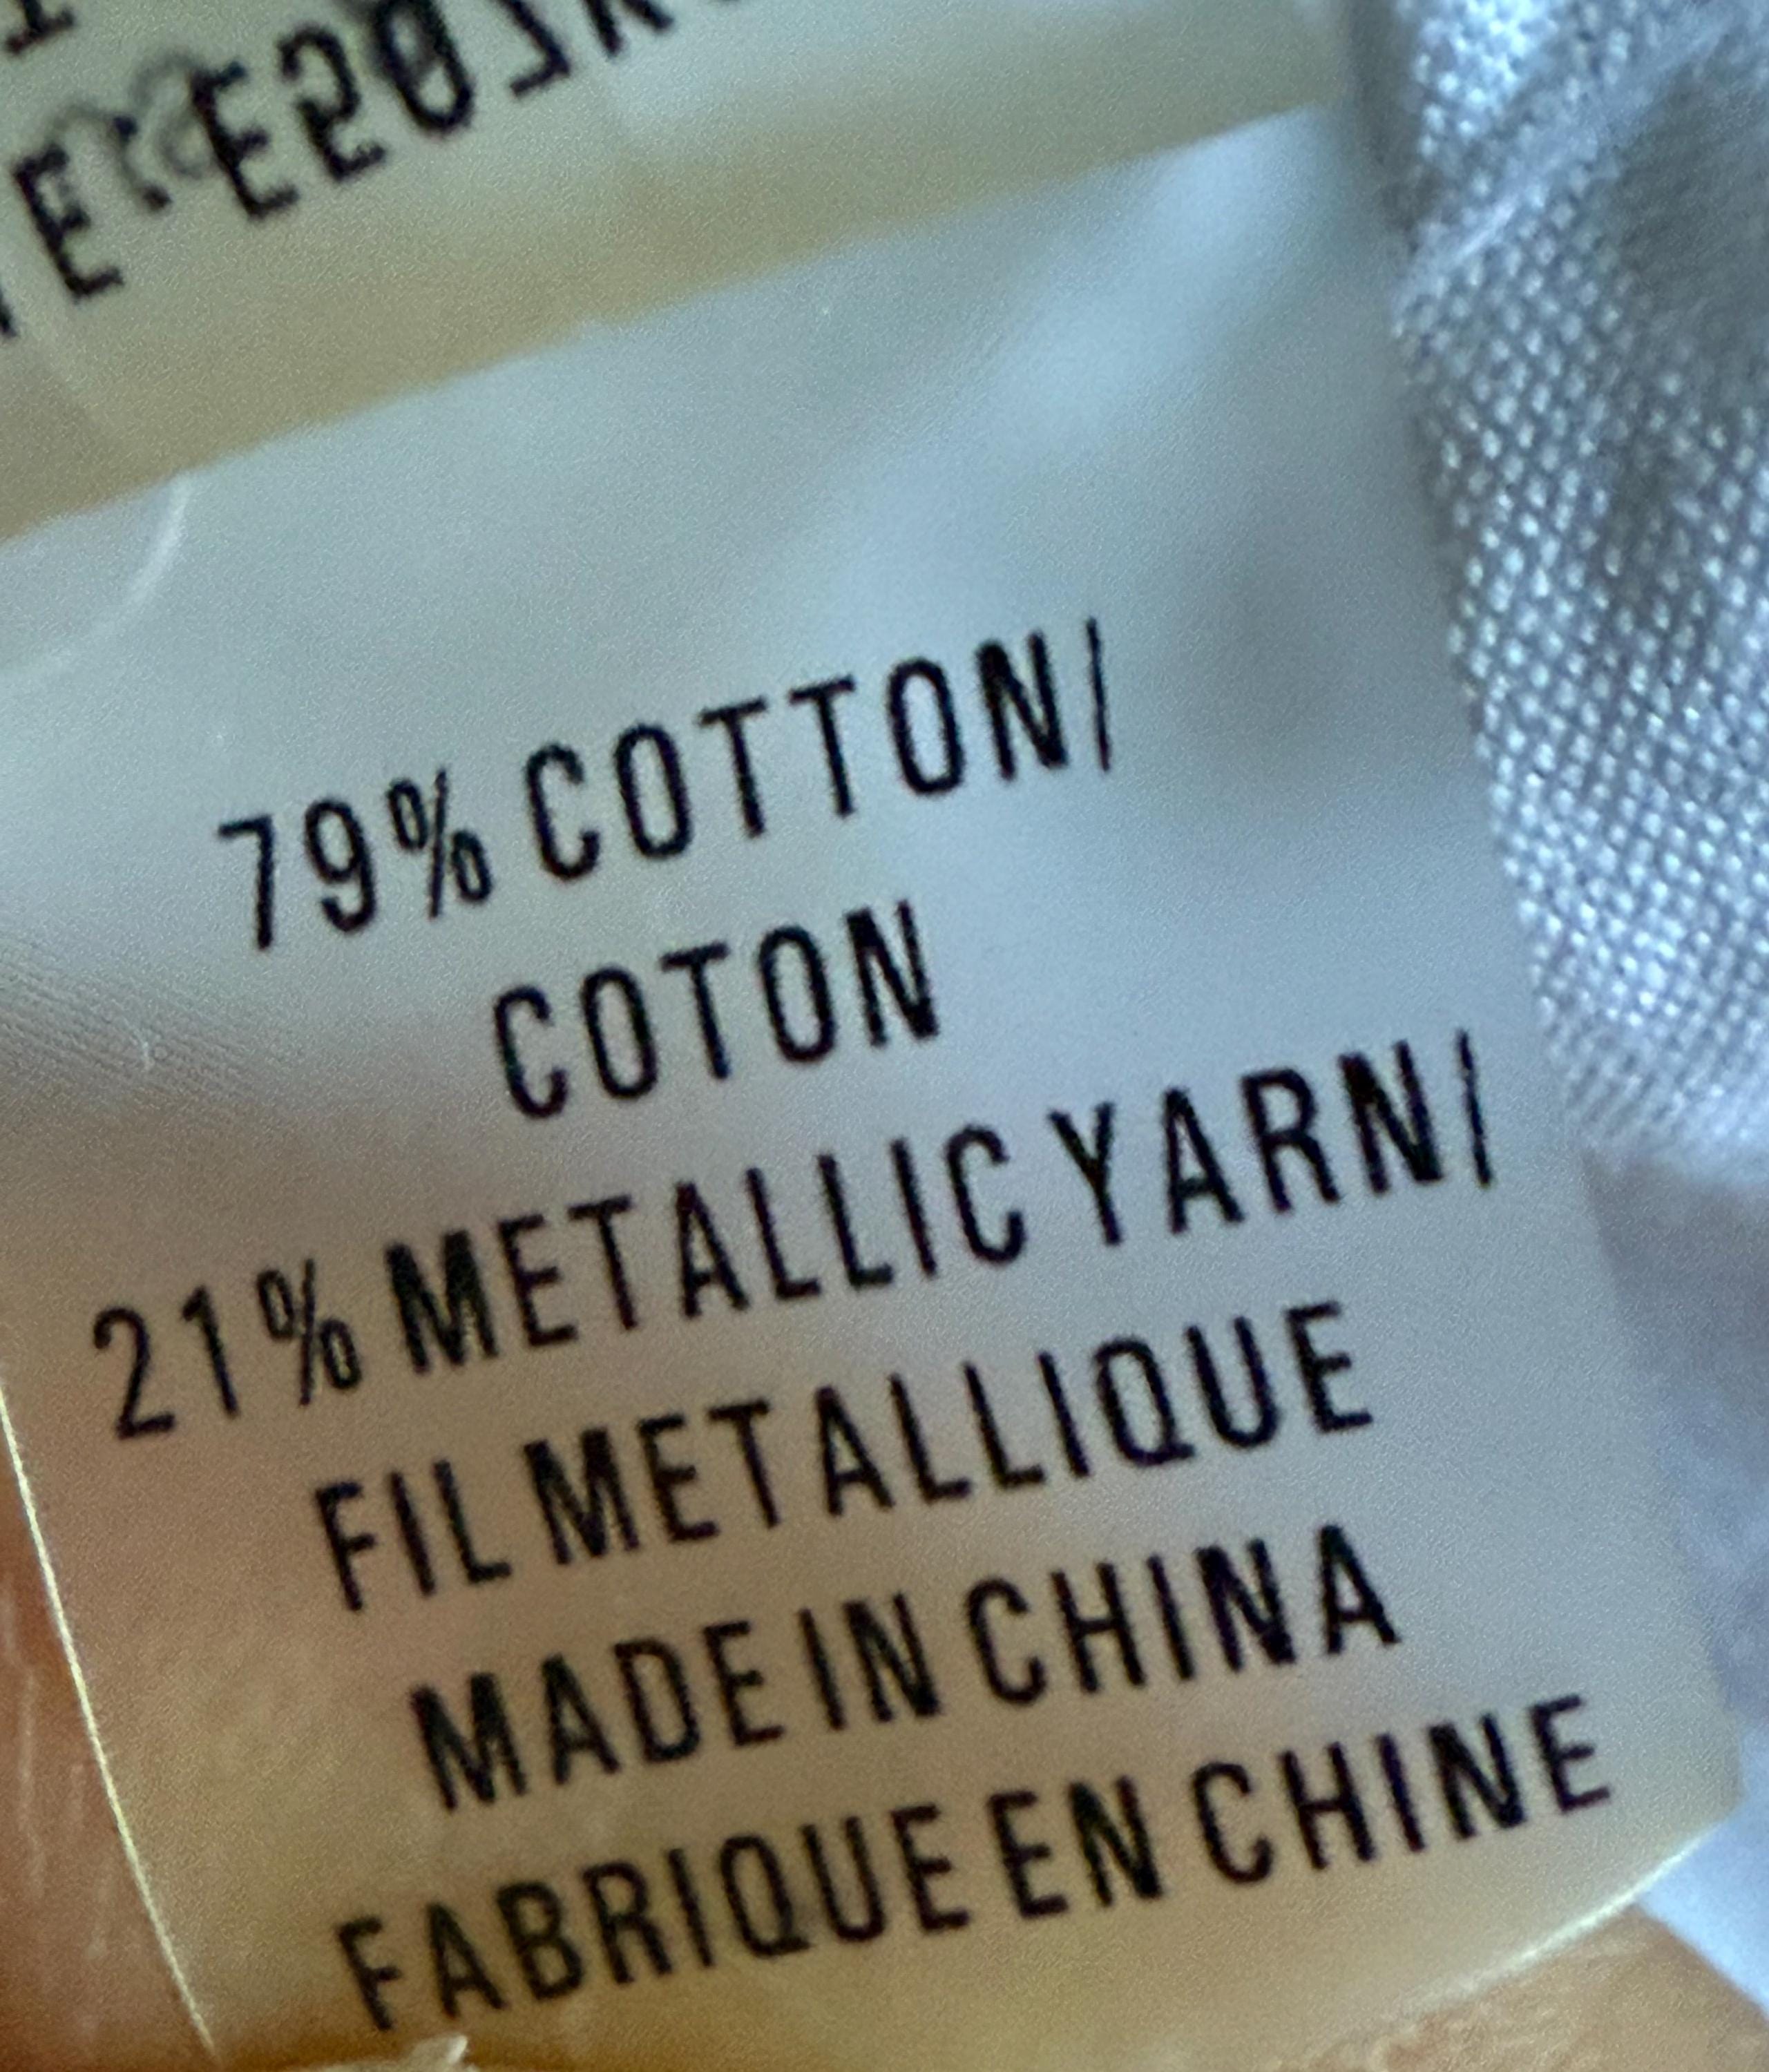 79% COTTON/
COTON
21% METALLIC YARN/
FIL METALLIQUE
MADE IN CHINA
FABRIQUE EN CHINE